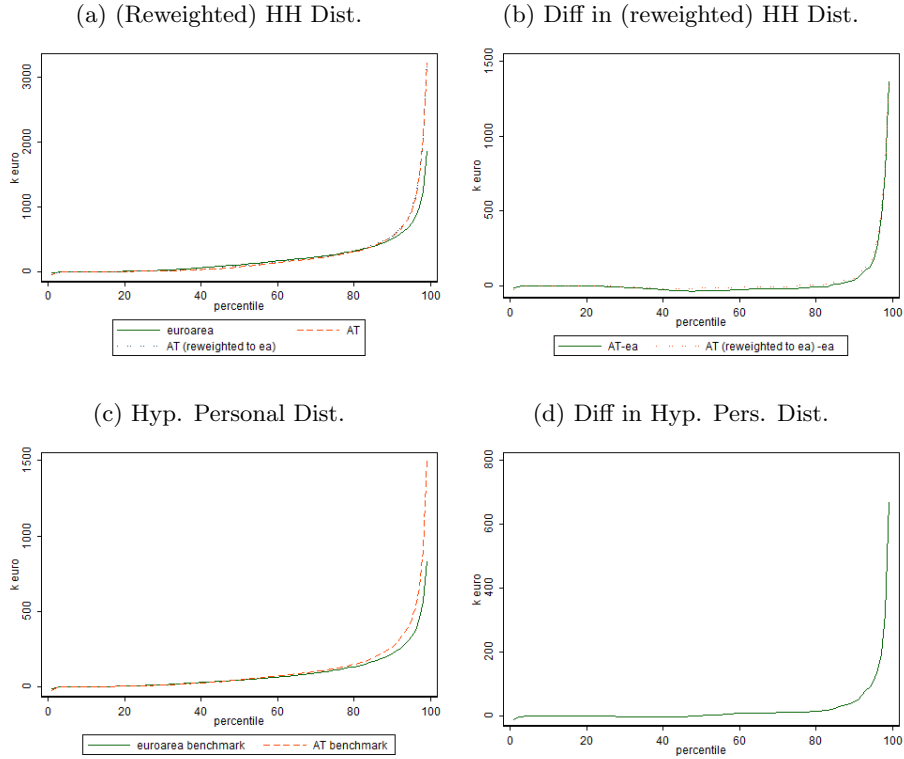 (a) (Reweighted) HH Dist.
(b) Diff in (reweighted) HH Dist.
k euro
0 1000 2000 3000
0 20 40 60 80 100
percentile
euroarea AT
AT (reweighted to ea)
k euro
0 500 1000 1500
0 20 40 60 80 100
percentile
AT-ea AT (reweighted to ea) -ea
(c) Hyp. Personal Dist.
(d) Diff in Hyp. Pers. Dist.
k euro
0 500 1000 1500
0 20 40 60 80 100
percentile
euroarea benchmark AT benchmark
k euro
0 200 400 600 800
0 20 40 60 80 100
percentile